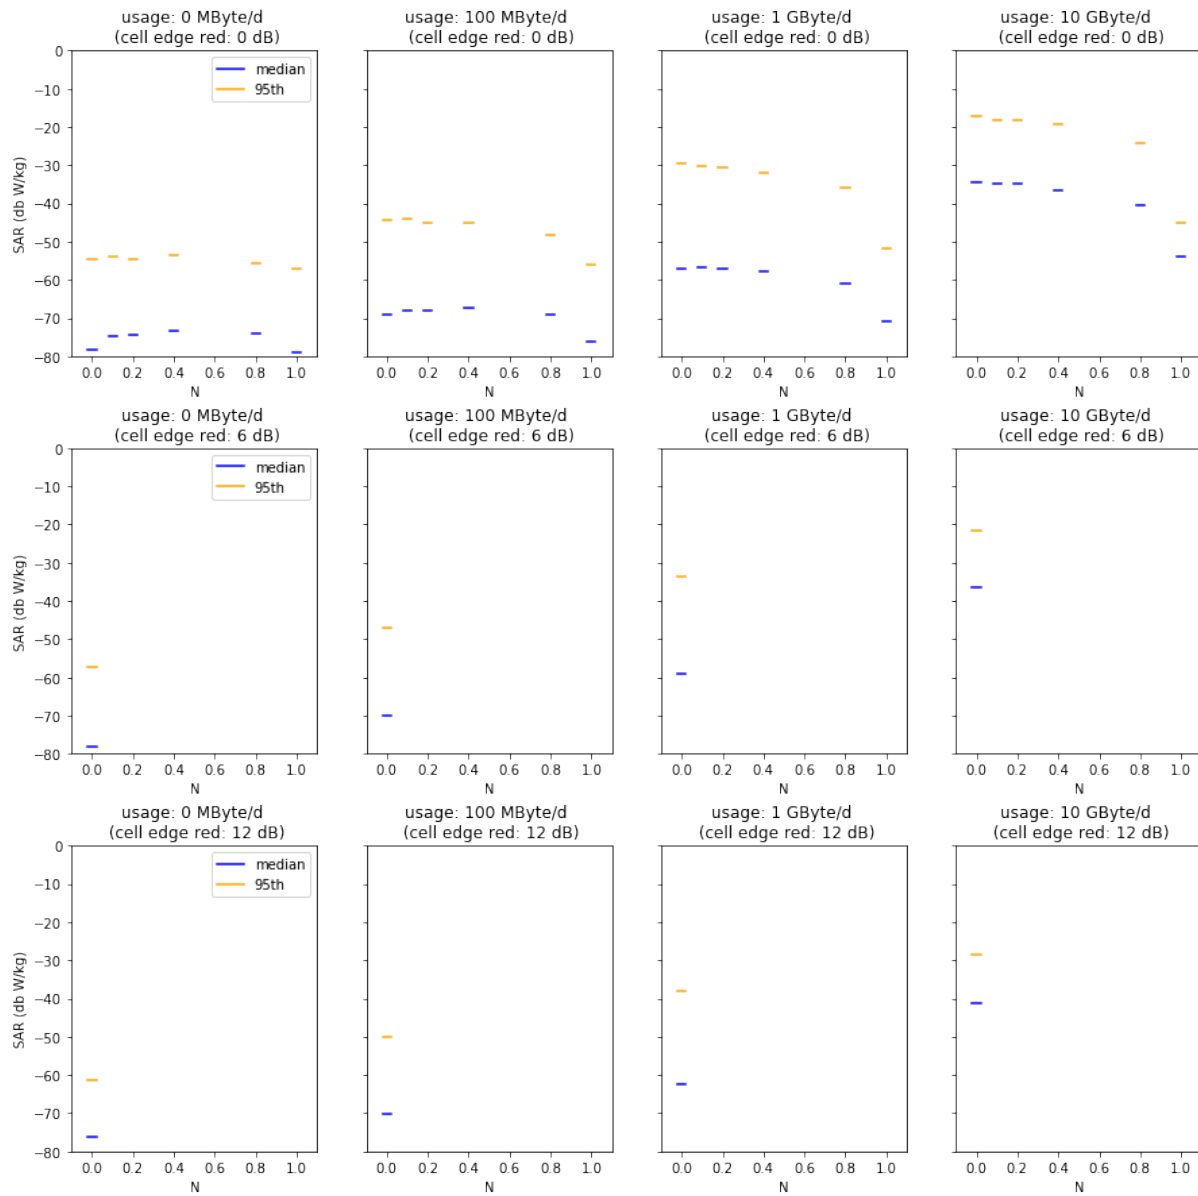 usage: 0 MByte/d
(cell edge red: 0 dB)
usage: 100 MByte/d
(cell edge red: 0 dB)
usage: 1 GByte/d
(cell edge red: 0 dB)
usage: 10 GByte/d
(cell edge red: 0 dB)
median
95th
SAR (db W/kg)
0
−10
−20
−30
−40
−50
−60
−70
−80
0.0 0.2 0.4 0.6 0.8 1.0
N
0.0 0.2 0.4 0.6 0.8 1.0
N
0.0 0.2 0.4 0.6 0.8 1.0
N
0.0 0.2 0.4 0.6 0.8 1.0
N
usage: 0 MByte/d
(cell edge red: 6 dB)
usage: 100 MByte/d
(cell edge red: 6 dB)
usage: 1 GByte/d
(cell edge red: 6 dB)
usage: 10 GByte/d
(cell edge red: 6 dB)
median
95th
SAR (db W/kg)
0
−10
−20
−30
−40
−50
−60
−70
−80
0.0 0.2 0.4 0.6 0.8 1.0
N
0.0 0.2 0.4 0.6 0.8 1.0
N
0.0 0.2 0.4 0.6 0.8 1.0
N
0.0 0.2 0.4 0.6 0.8 1.0
N
usage: 0 MByte/d
(cell edge red: 12 dB)
usage: 100 MByte/d
(cell edge red: 12 dB)
usage: 1 GByte/d
(cell edge red: 12 dB)
usage: 10 GByte/d
(cell edge red: 12 dB)
median
95th
SAR (db W/kg)
0
−10
−20
−30
−40
−50
−60
−70
−80
0.0 0.2 0.4 0.6 0.8 1.0
N
0.0 0.2 0.4 0.6 0.8 1.0
N
0.0 0.2 0.4 0.6 0.8 1.0
N
0.0 0.2 0.4 0.6 0.8 1.0
N